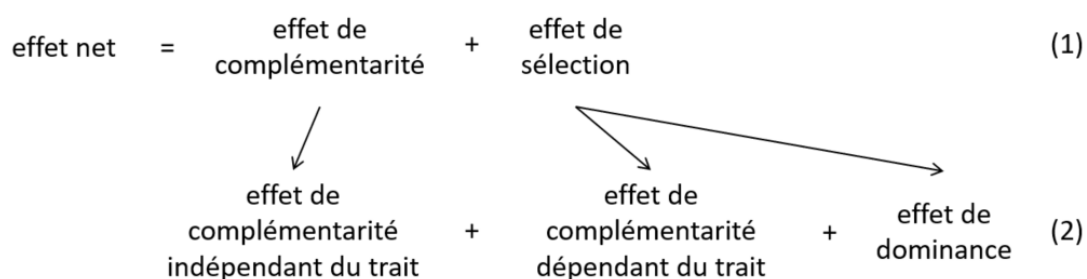 effet net = effet de complémentarité + effet de sélection (1)
effet de complémentarité indépendant du trait + effet de complémentarité dépendant du trait + effet de dominance (2)